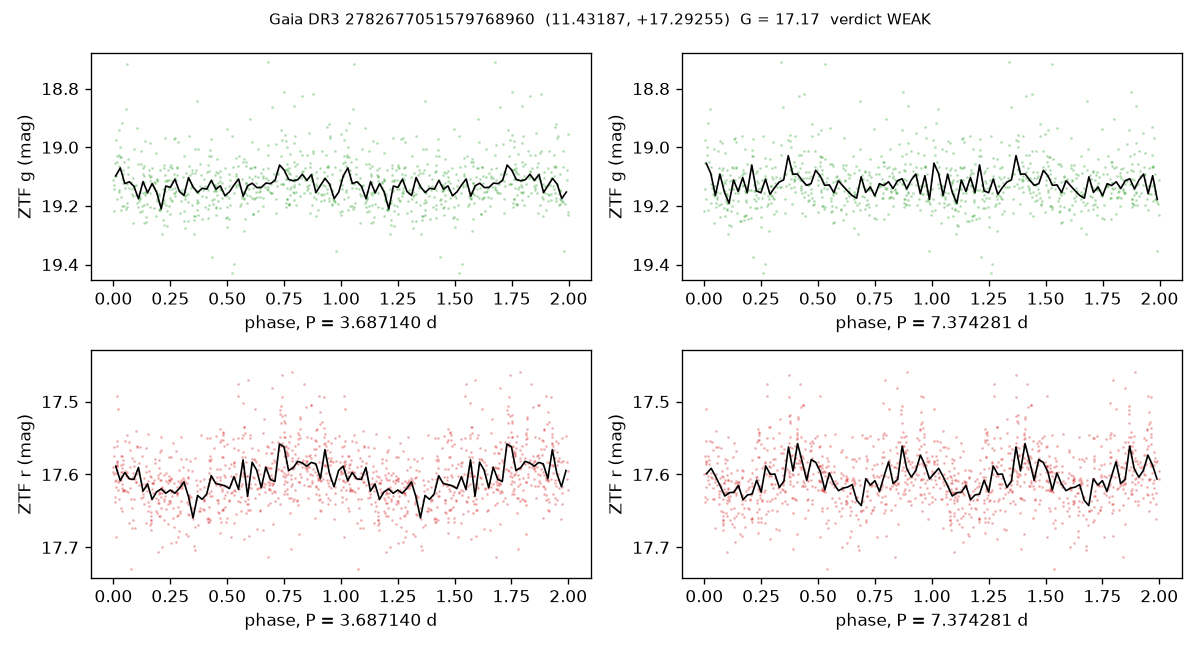 Gaia DR3 2782677051579768960 (11.43187, +17.29255) G = 17.17 verdict WEAK
ZTF g (mag)
18.8
19.0
19.2
19.4
0.00 0.25 0.50 0.75 1.00 1.25 1.50 1.75 2.00
phase, P = 3.687140 d
ZTF g (mag)
18.8
19.0
19.2
19.4
0.00 0.25 0.50 0.75 1.00 1.25 1.50 1.75 2.00
phase, P = 7.374281 d
ZTF r (mag)
17.5
17.6
17.7
0.00 0.25 0.50 0.75 1.00 1.25 1.50 1.75 2.00
phase, P = 3.687140 d
ZTF r (mag)
17.5
17.6
17.7
0.00 0.25 0.50 0.75 1.00 1.25 1.50 1.75 2.00
phase, P = 7.374281 d